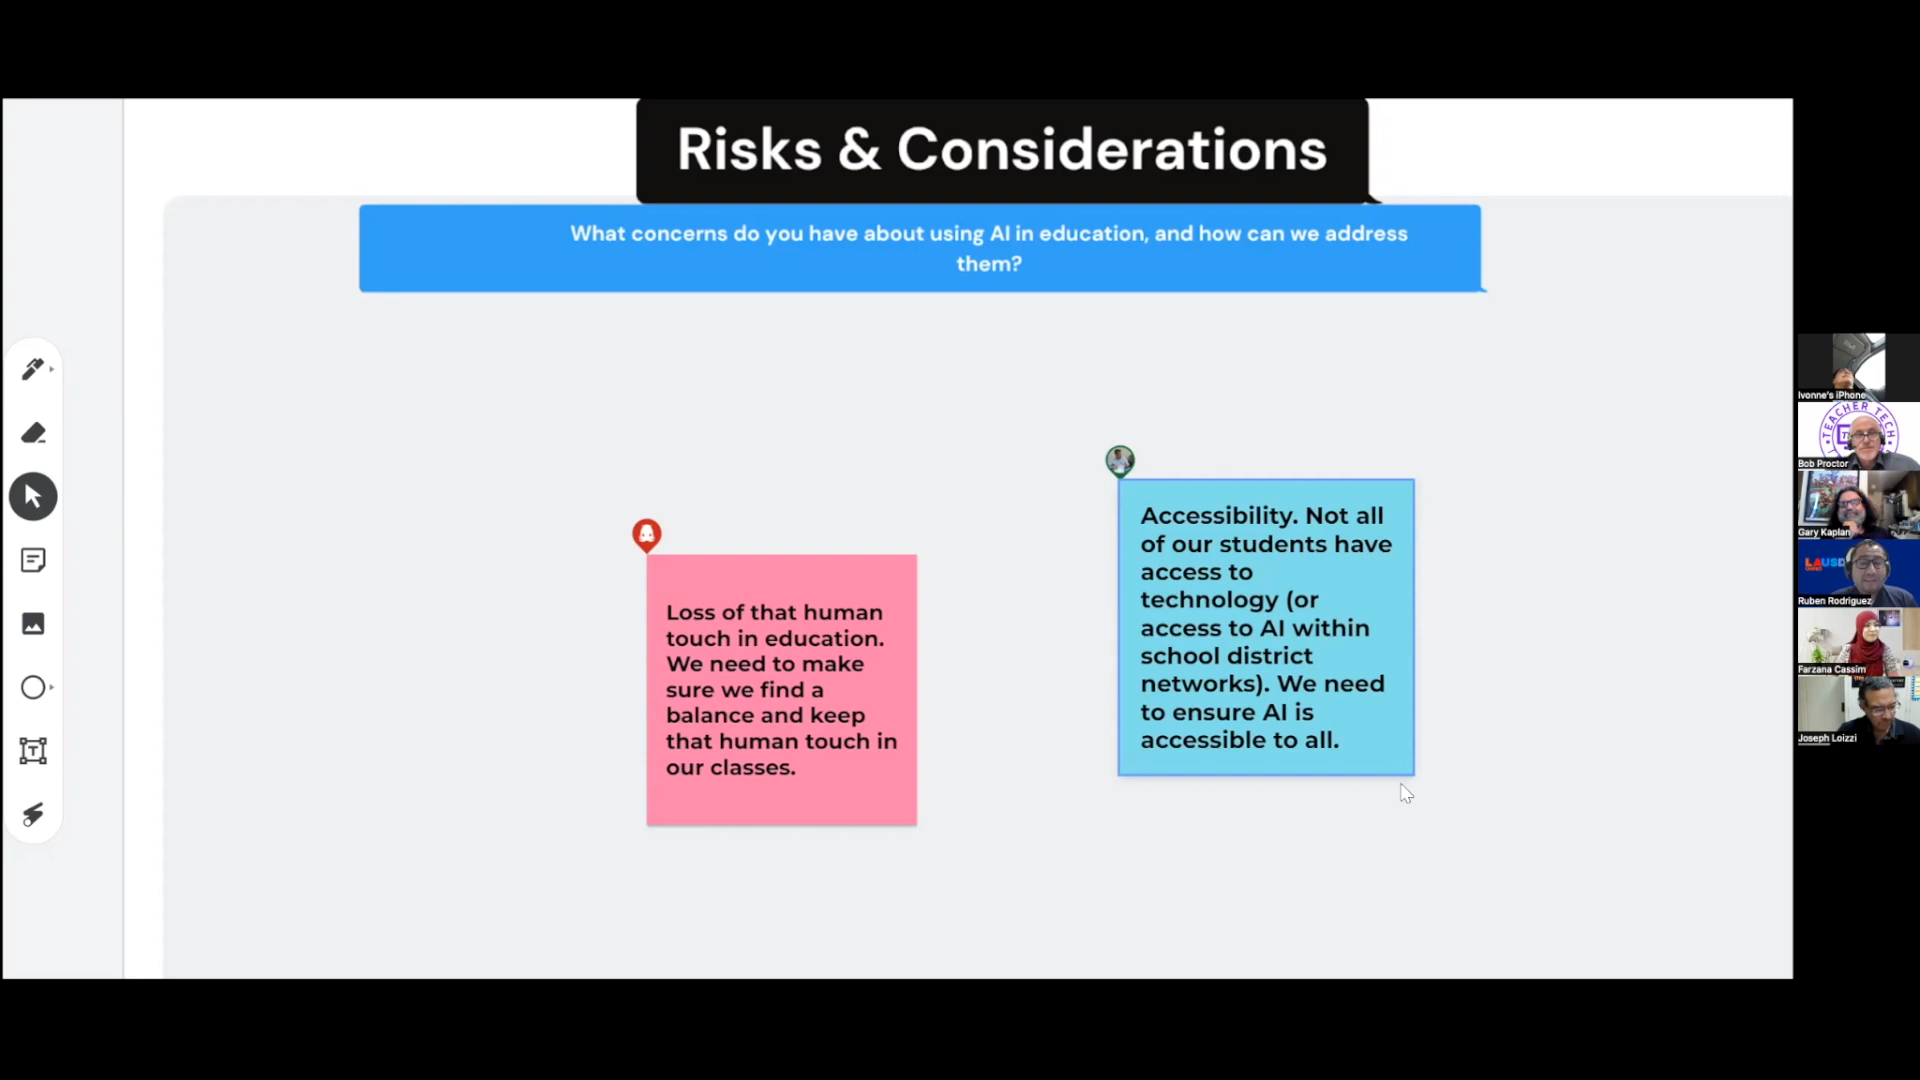 Risks & Considerations
What concerns do you have about using AI in education, and how can we address
them?
Loss of that human
touch in education.
We need to make
sure we find a
balance and keep
that human touch in
our classes.
Accessibility. Not all
of our students have
access to
technology (or
access to AI within
school district
networks). We need
to ensure AI is
accessible to all.
Ivonne's iPhone
TEACHER TECH
Bob Proctor
Gary Kaplan
LAUSD
Ruben Rodriguez
Farzana Cassim
Joseph Loizzi